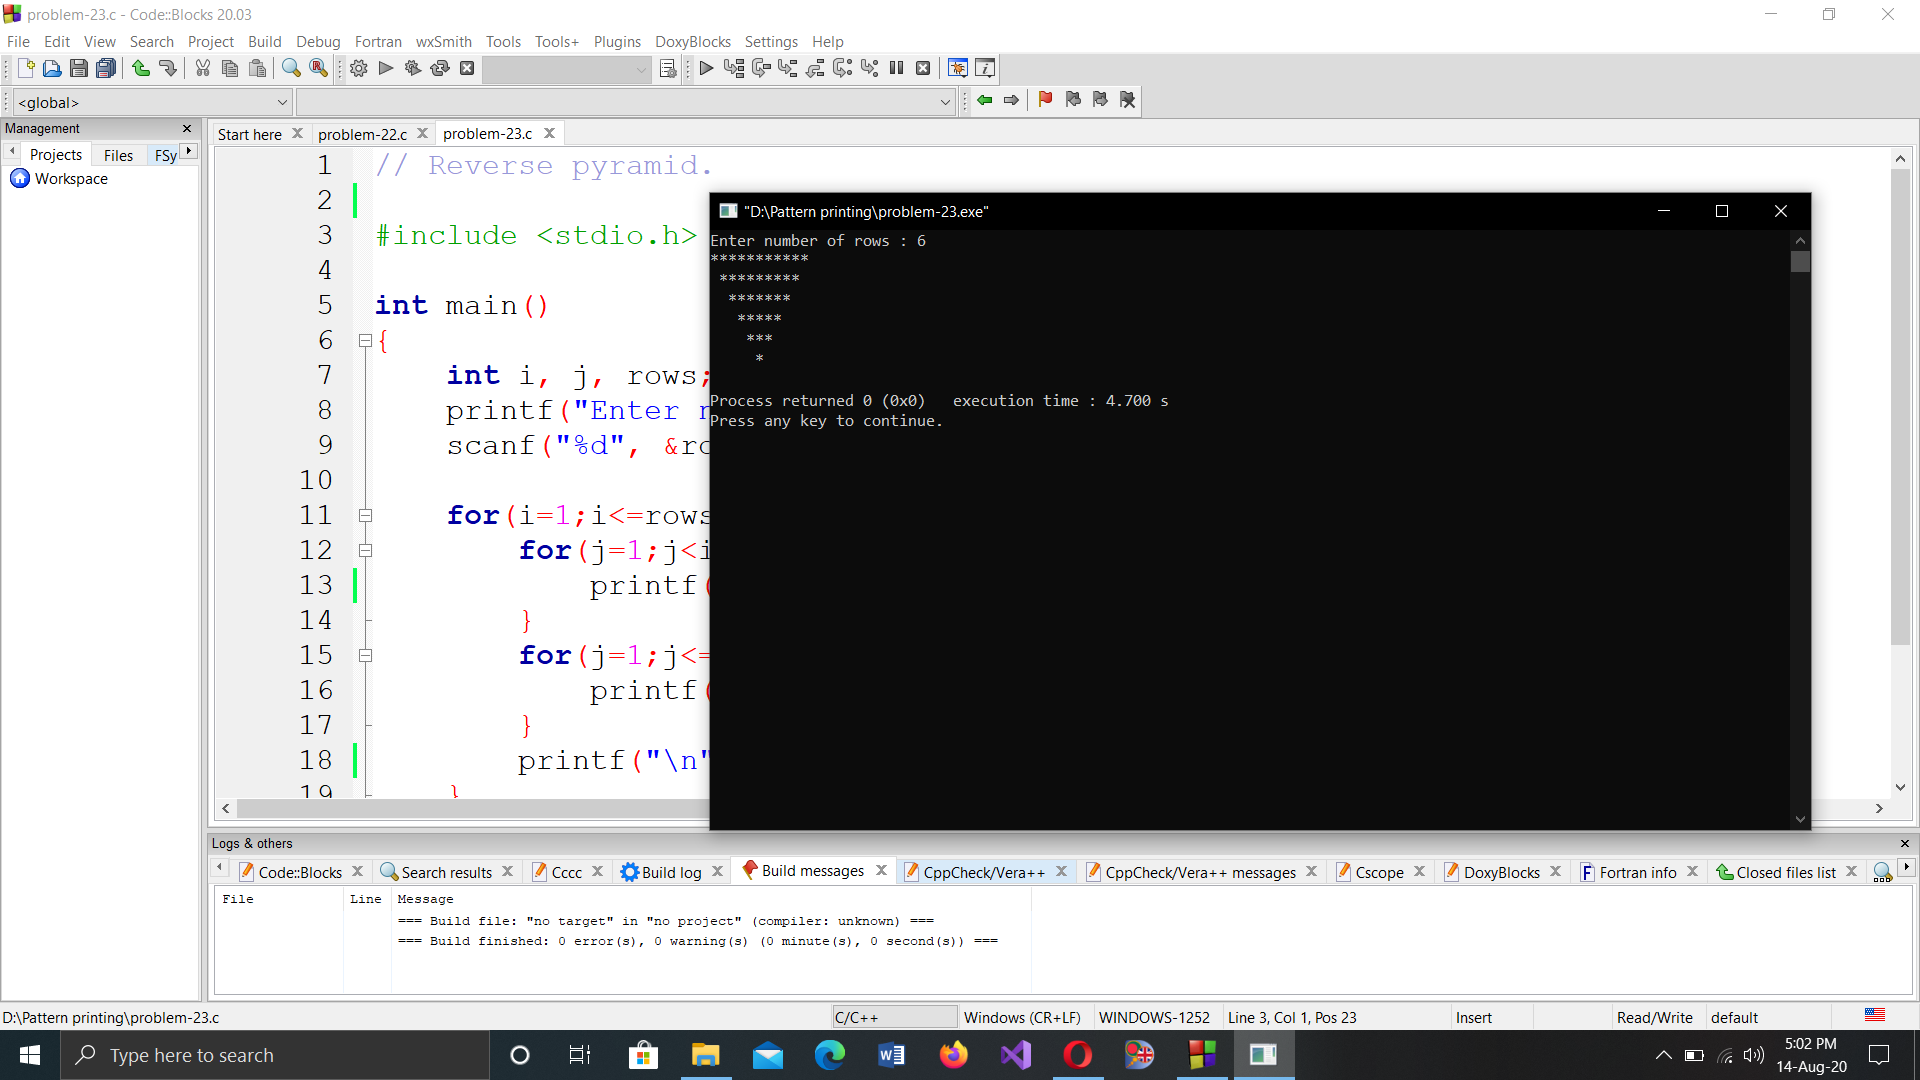 problem-23.c - Code::Blocks 20.03
File Edit View Search Project Build Debug Fortran wxSmith Tools Tools+ Plugins DoxyBlocks Settings Help
<global>
Management
Projects Files FSy
Workspace
Start here problem-22.c problem-23.c
1 // Reverse pyramid.
2
3 #include <stdio.h>
4
5 int main()
6 {
7 int i, j, rows;
8 printf("Enter
9 scanf("%d", &ro
10
11 for(i=1;i<=rows
12 for(j=1;j<i
13 printf(
14 }
15 for(j=1;j<=
16 printf(
17 }
18 printf("\n"
19 }
"D:\Pattern printing\problem-23.exe"
Enter number of rows : 6
***********
 *********
  *******
   *****
    ***
     *
Process returned 0 (0x0)   execution time : 4.700 s
Press any key to continue.
Logs & others
Code::Blocks Search results Cccc Build log Build messages CppCheck/Vera++ CppCheck/Vera++ messages Cscope DoxyBlocks Fortran info Closed files list
File Line Message
=== Build file: "no target" in "no project" (compiler: unknown) ===
=== Build finished: 0 error(s), 0 warning(s) (0 minute(s), 0 second(s)) ===
D:\Pattern printing\problem-23.c C/C++ Windows (CR+LF) WINDOWS-1252 Line 3, Col 1, Pos 23 Insert Read/Write default
Type here to search
5:02 PM
14-Aug-20